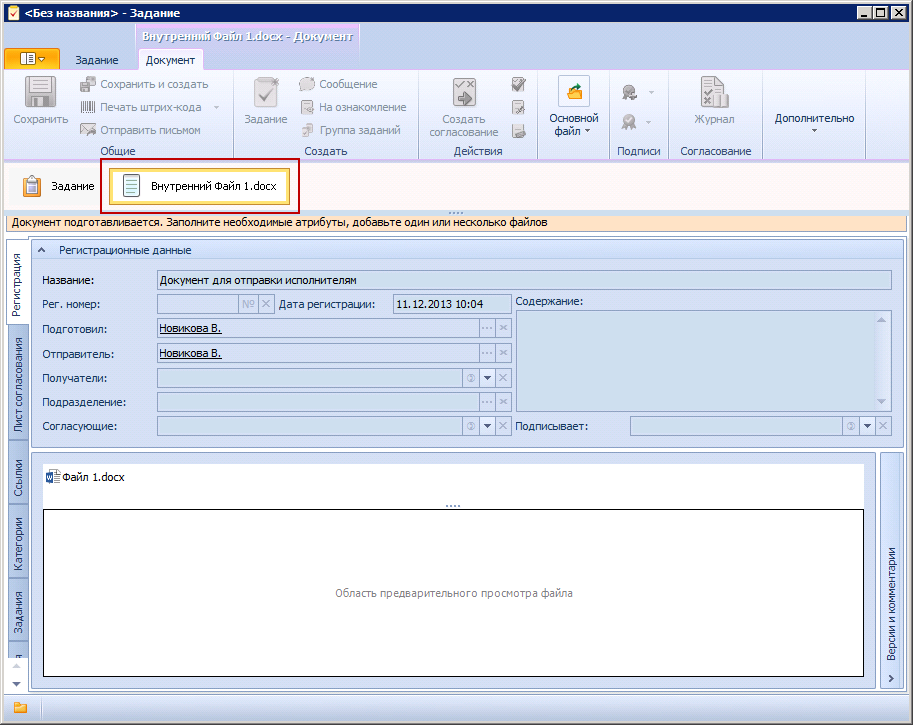 <Без названия> - Задание
Внутренний Файл 1.docx - Документ
Задание
Документ
Сохранить
Сохранить и создать
Печать штрих-кода
Отправить письмом
Общие
Задание
Сообщение
На ознакомление
Группа заданий
Создать
Создать
согласование
Действия
Основной
файл
Подписи
Журнал
Согласование
Дополнительно
Задание
Внутренний Файл 1.docx
Документ подготавливается. Заполните необходимые атрибуты, добавьте один или несколько файлов
Регистрация
Лист согласования
Ссылки
Категории
Задания
Регистрационные данные
Название: Документ для отправки исполнителям
Рег. номер: № Дата регистрации: 11.12.2013 10:04
Содержание:
Подготовил: Новикова В.
Отправитель: Новикова В.
Получатели:
Подразделение:
Согласующие:
Подписывает:
Файл 1.docx
Область предварительного просмотра файла
Версии и комментарии